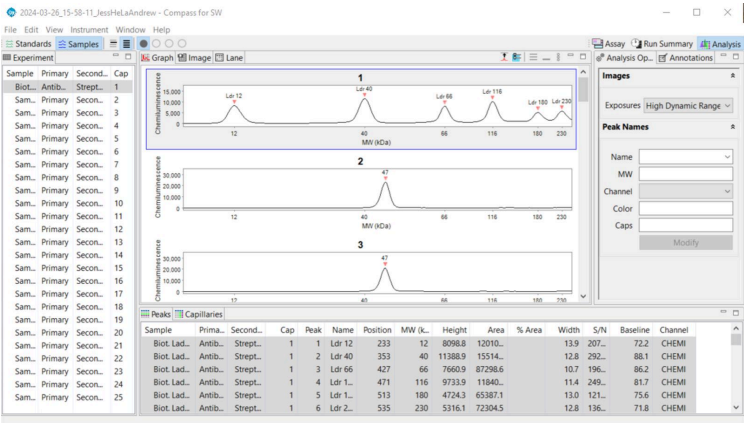 2024-03-26_15-58-11_JessHeLaAndrew - Compass for SW
File Edit View Instrument Window Help
Standards Samples Assay Run Summary Analysis
Experiment Graph Image Lane Analysis Op... Annotations
Sample Primary Second... Cap
Biot... Antib... Strept... 1
Sam... Primary Secon... 2
Sam... Primary Secon... 3
Sam... Primary Secon... 4
Sam... Primary Secon... 5
Sam... Primary Secon... 6
Sam... Primary Secon... 7
Sam... Primary Secon... 8
Sam... Primary Secon... 9
Sam... Primary Secon... 10
Sam... Primary Secon... 11
Sam... Primary Secon... 12
Sam... Primary Secon... 13
Sam... Primary Secon... 14
Sam... Primary Secon... 15
Sam... Primary Secon... 16
Sam... Primary Secon... 17
Sam... Primary Secon... 18
Sam... Primary Secon... 19
Sam... Primary Secon... 20
Sam... Primary Secon... 21
Sam... Primary Secon... 22
Sam... Primary Secon... 23
Sam... Primary Secon... 24
Sam... Primary Secon... 25
1
Chemiluminescence
15,000
10,000
5,000
0
Ldr 12 Ldr 40 Ldr 66 Ldr 116 Ldr 180 Ldr 230
12 40 66 116 180 230
MW (kDa)
2
Chemiluminescence
30,000
20,000
10,000
0
47
12 40 66 116 180 230
MW (kDa)
3
Chemiluminescence
30,000
20,000
10,000
0
47
12 40 66 116 180 230
Images
Exposures High Dynamic Range
Peak Names
Name
MW
Channel
Color
Caps
Modify
Peaks Capillaries
Sample Prima... Second... Cap Peak Name Position MW (k... Height Area % Area Width S/N Baseline Channel
Biot. Lad... Antib... Strept... 1 1 Ldr 12 233 12 8098.8 12010... 13.9 207... 72.2 CHEMI
Biot. Lad... Antib... Strept... 1 2 Ldr 40 353 40 11388.9 15514... 12.8 292... 88.1 CHEMI
Biot. Lad... Antib... Strept... 1 3 Ldr 66 427 66 7660.9 87298.6 10.7 196... 86.2 CHEMI
Biot. Lad... Antib... Strept... 1 4 Ldr 1... 471 116 9733.9 11840... 11.4 249... 81.7 CHEMI
Biot. Lad... Antib... Strept... 1 5 Ldr 1... 513 180 4724.3 65387.1 13.0 121... 75.6 CHEMI
Biot. Lad... Antib... Strept... 1 6 Ldr 2... 535 230 5316.1 72304.5 12.8 136... 71.8 CHEMI